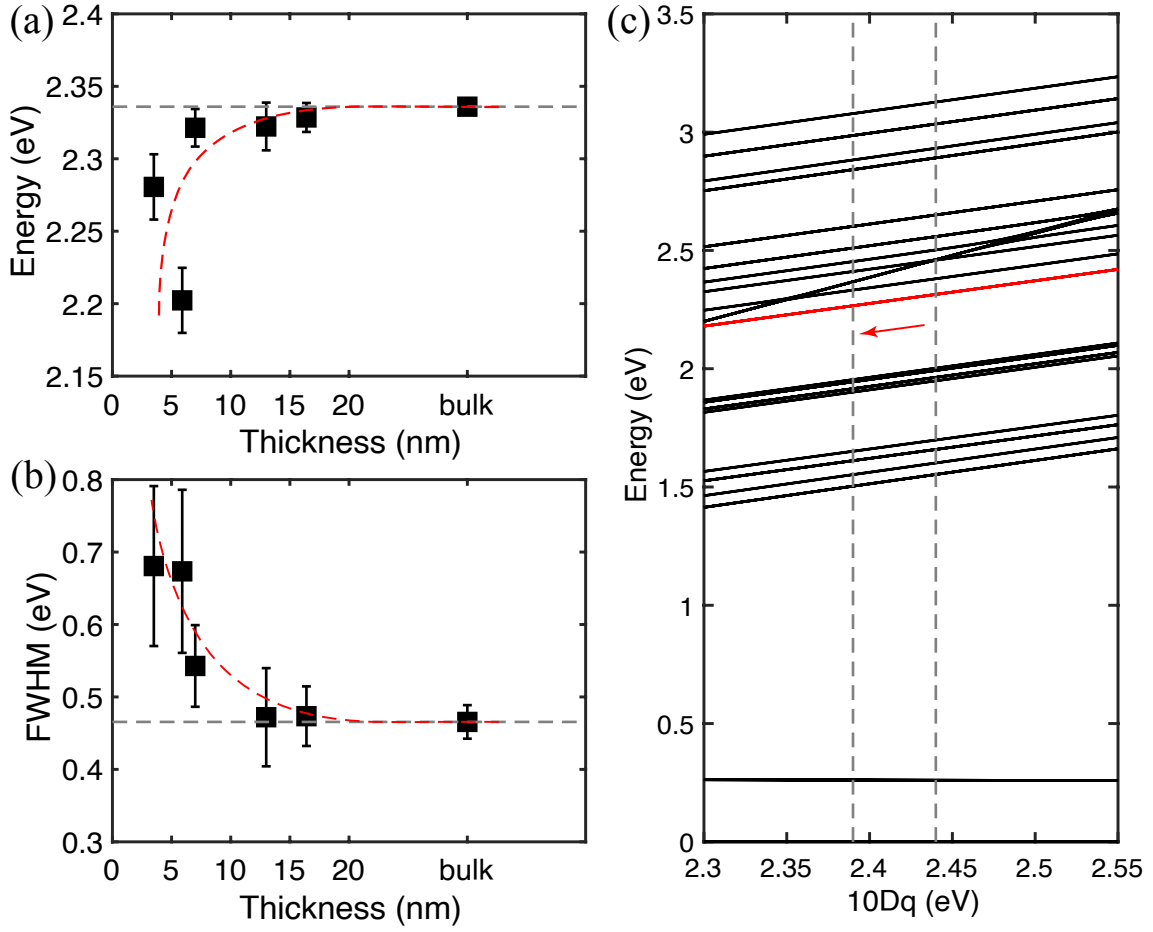 (a)
2.4
2.35
2.3
2.25
2.2
2.15
Energy (eV)
0 5 10 15 20 bulk
Thickness (nm)
(b)
0.8
0.7
0.6
0.5
0.4
0.3
FWHM (eV)
0 5 10 15 20 bulk
Thickness (nm)
(c)
3.5
3
2.5
2
1.5
1
0.5
0
Energy (eV)
2.3 2.35 2.4 2.45 2.5 2.55
10Dq (eV)